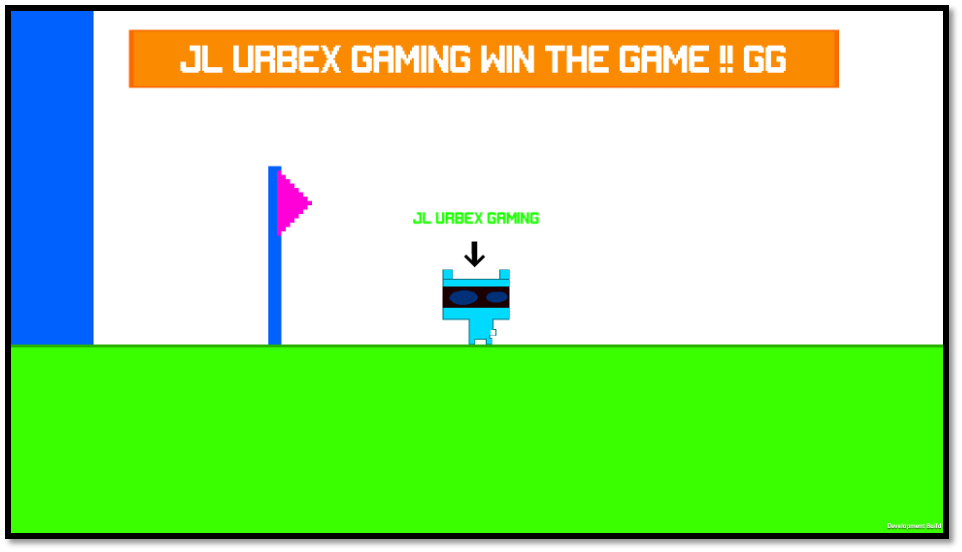 JL URBEX GAMING WIN THE GAME !! GG
JL URBEX GAMING
Development Build